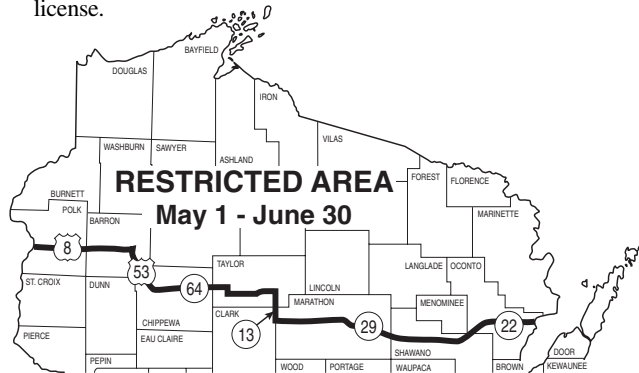 license.
BAYFIELD
DOUGLAS
IRON
VILAS
WASHBURN SAWYER
ASHLAND
RESTRICTED AREA
FOREST FLORENCE
BURNETT
POLK
BARRON
May 1 - June 30
MARINETTE
8
53
TAYLOR
LANGLADE OCONTO
ST. CROIX
DUNN
64
LINCOLN
MARATHON
MENOMINEE
CLARK
CHIPPEWA
13
29
22
PIERCE
EAU CLAIRE
SHAWANO
DOOR
PEPIN
WOOD
PORTAGE
WAUPACA
BROWN
KEWAUNEE